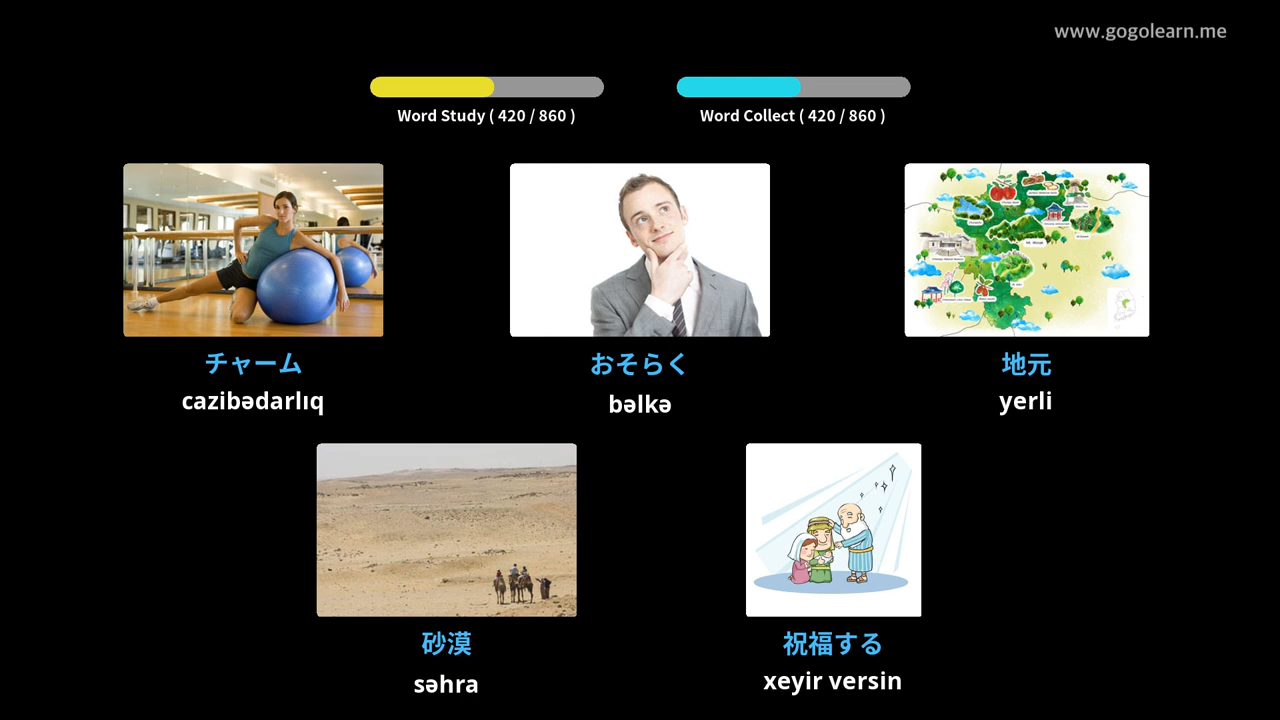 www.gogolearn.me
Word Study ( 420 / 860 )
Word Collect ( 420 / 860 )
チャーム
cazibədarlıq
おそらく
bəlkə
地元
yerli
砂漠
səhra
祝福する
xeyir versin